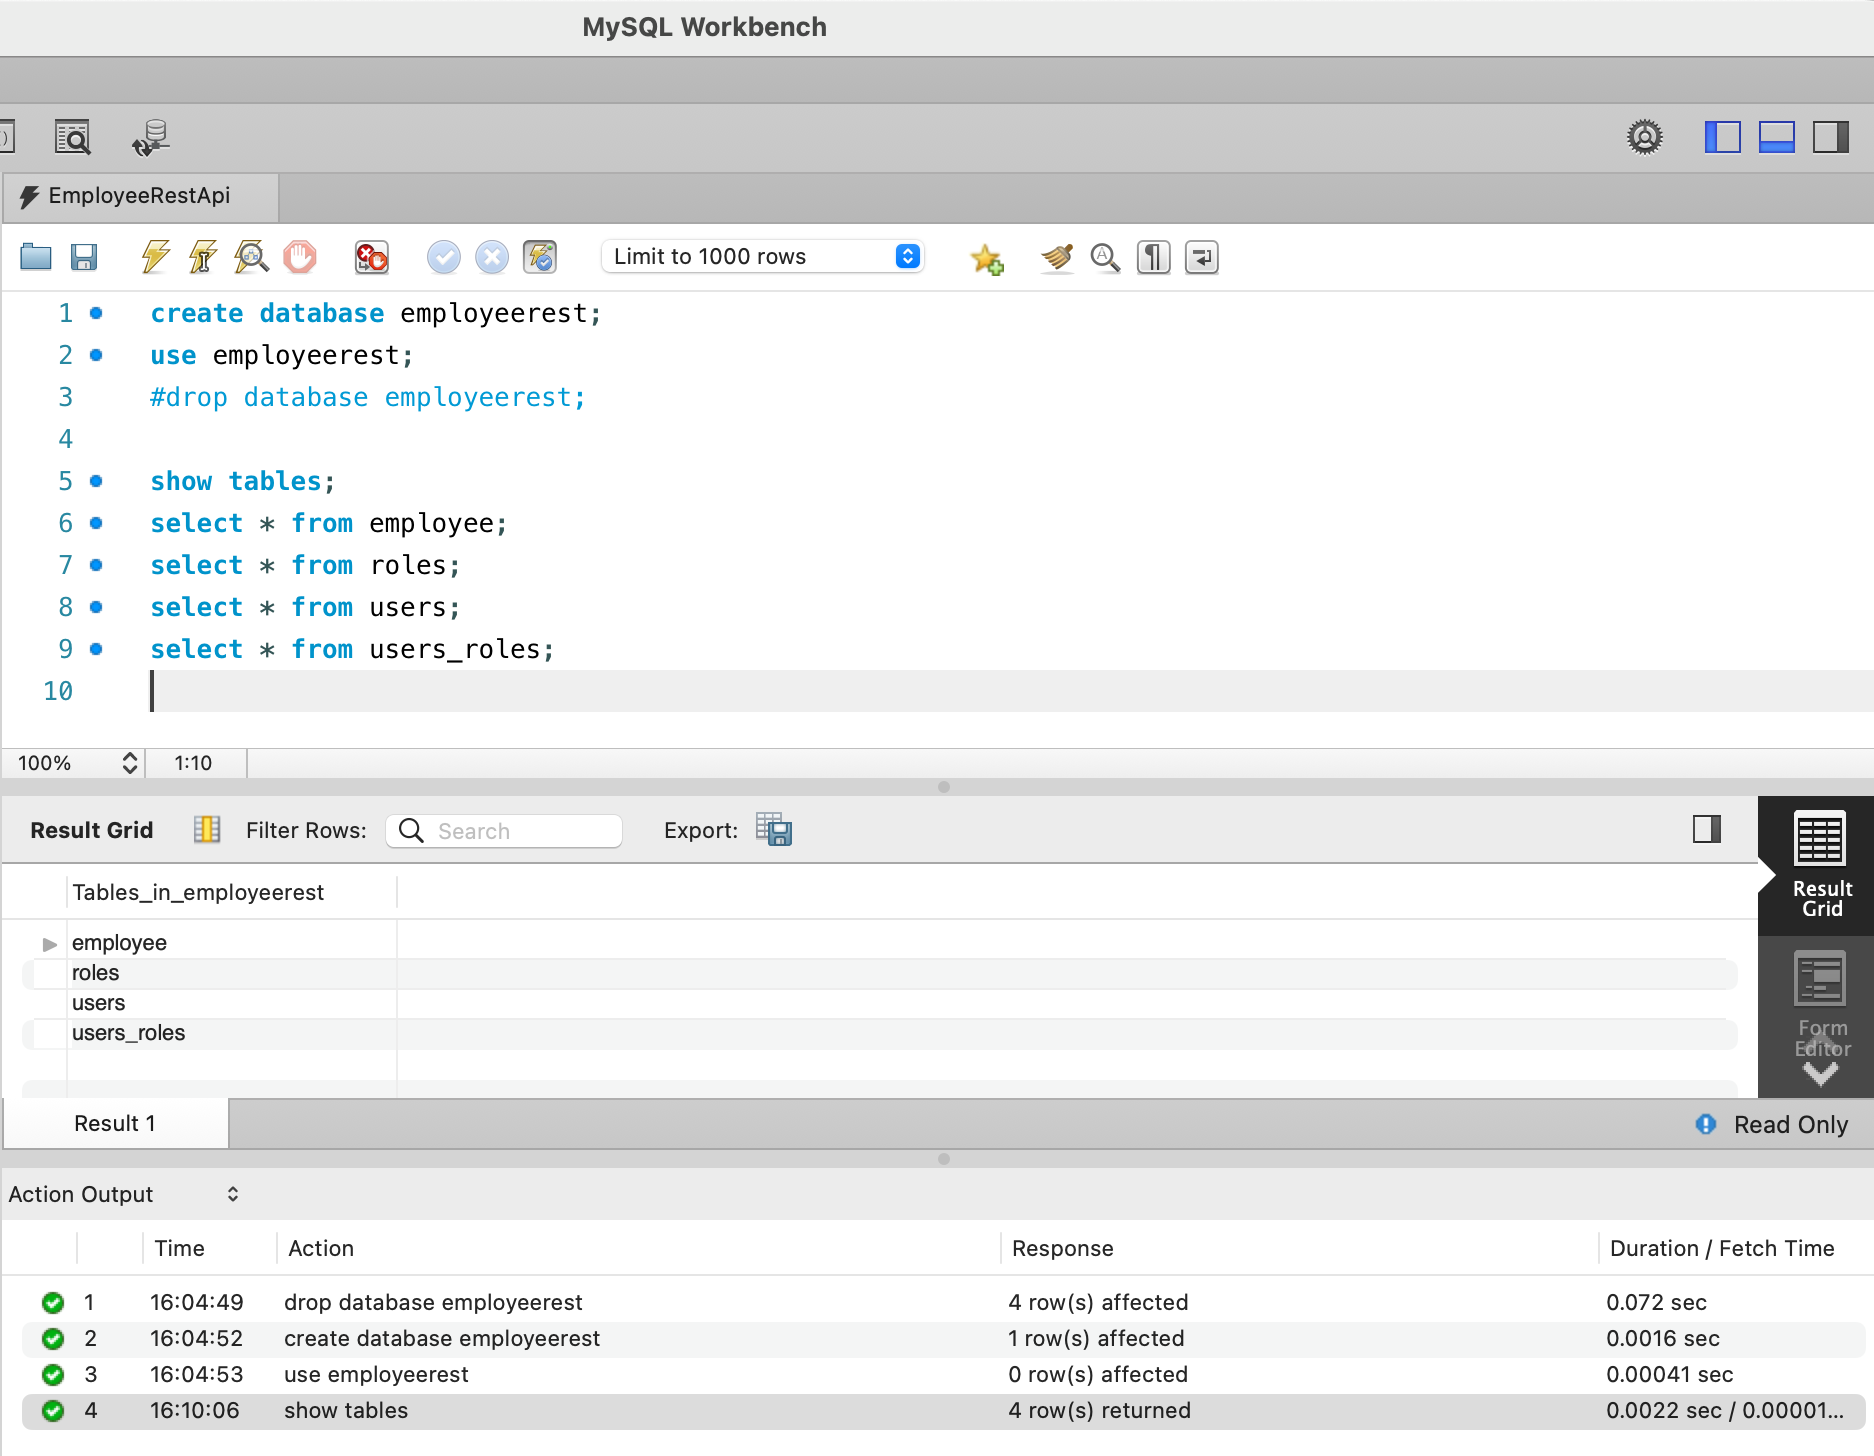 MySQL Workbench
EmployeeRestApi
Limit to 1000 rows
1 create database employeerest;
2 use employeerest;
3 #drop database employeerest;
4
5 show tables;
6 select * from employee;
7 select * from roles;
8 select * from users;
9 select * from users_roles;
10
100% 1:10
Result Grid Filter Rows: Search Export:
Tables_in_employeerest
employee
roles
users
users_roles
Result
Grid
Form
Editor
Result 1 Read Only
Action Output
Time Action Response Duration / Fetch Time
1 16:04:49 drop database employeerest 4 row(s) affected 0.072 sec
2 16:04:52 create database employeerest 1 row(s) affected 0.0016 sec
3 16:04:53 use employeerest 0 row(s) affected 0.00041 sec
4 16:10:06 show tables 4 row(s) returned 0.0022 sec / 0.00001...